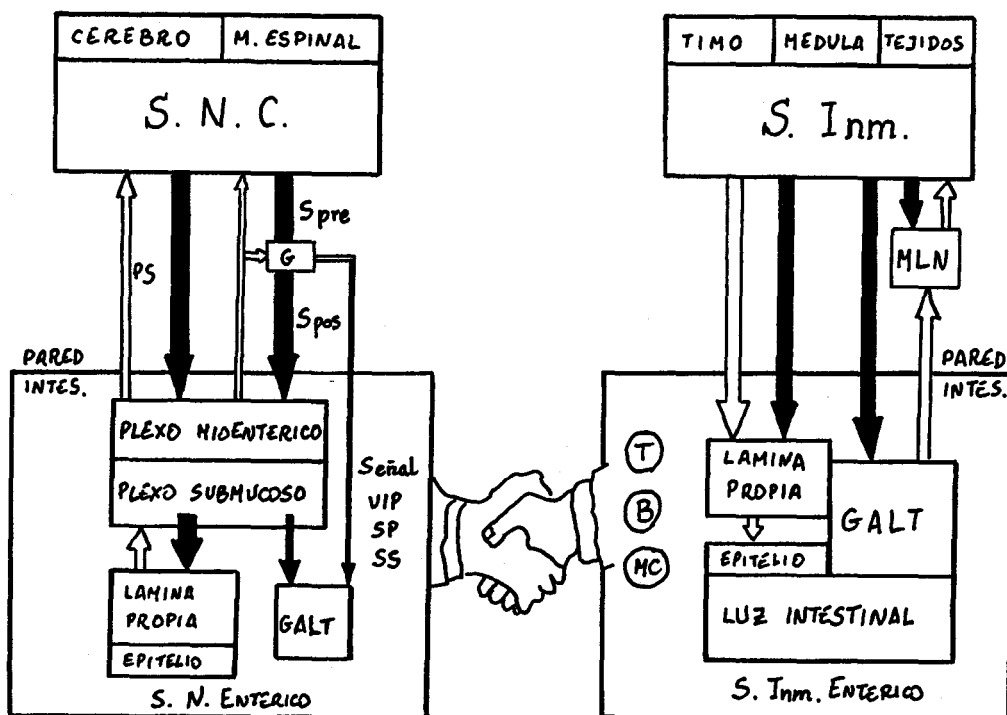 CEREBRO
M. ESPINAL
S. N. C.
PS
Spre
G
Spos
PARED
INTES.
PLEXO MIOENTERICO
PLEXO SUBMUCOSO
LAMINA
PROPIA
EPITELIO
GALT
Señal
VIP
SP
SS
S. N. ENTERICO
TIMO
MEDULA
TEJIDOS
S. Inm.
MLN
PARED
INTES.
T
B
MC
LAMINA
PROPIA
GALT
EPITELIO
LUZ INTESTINAL
S. Inm. ENTERICO